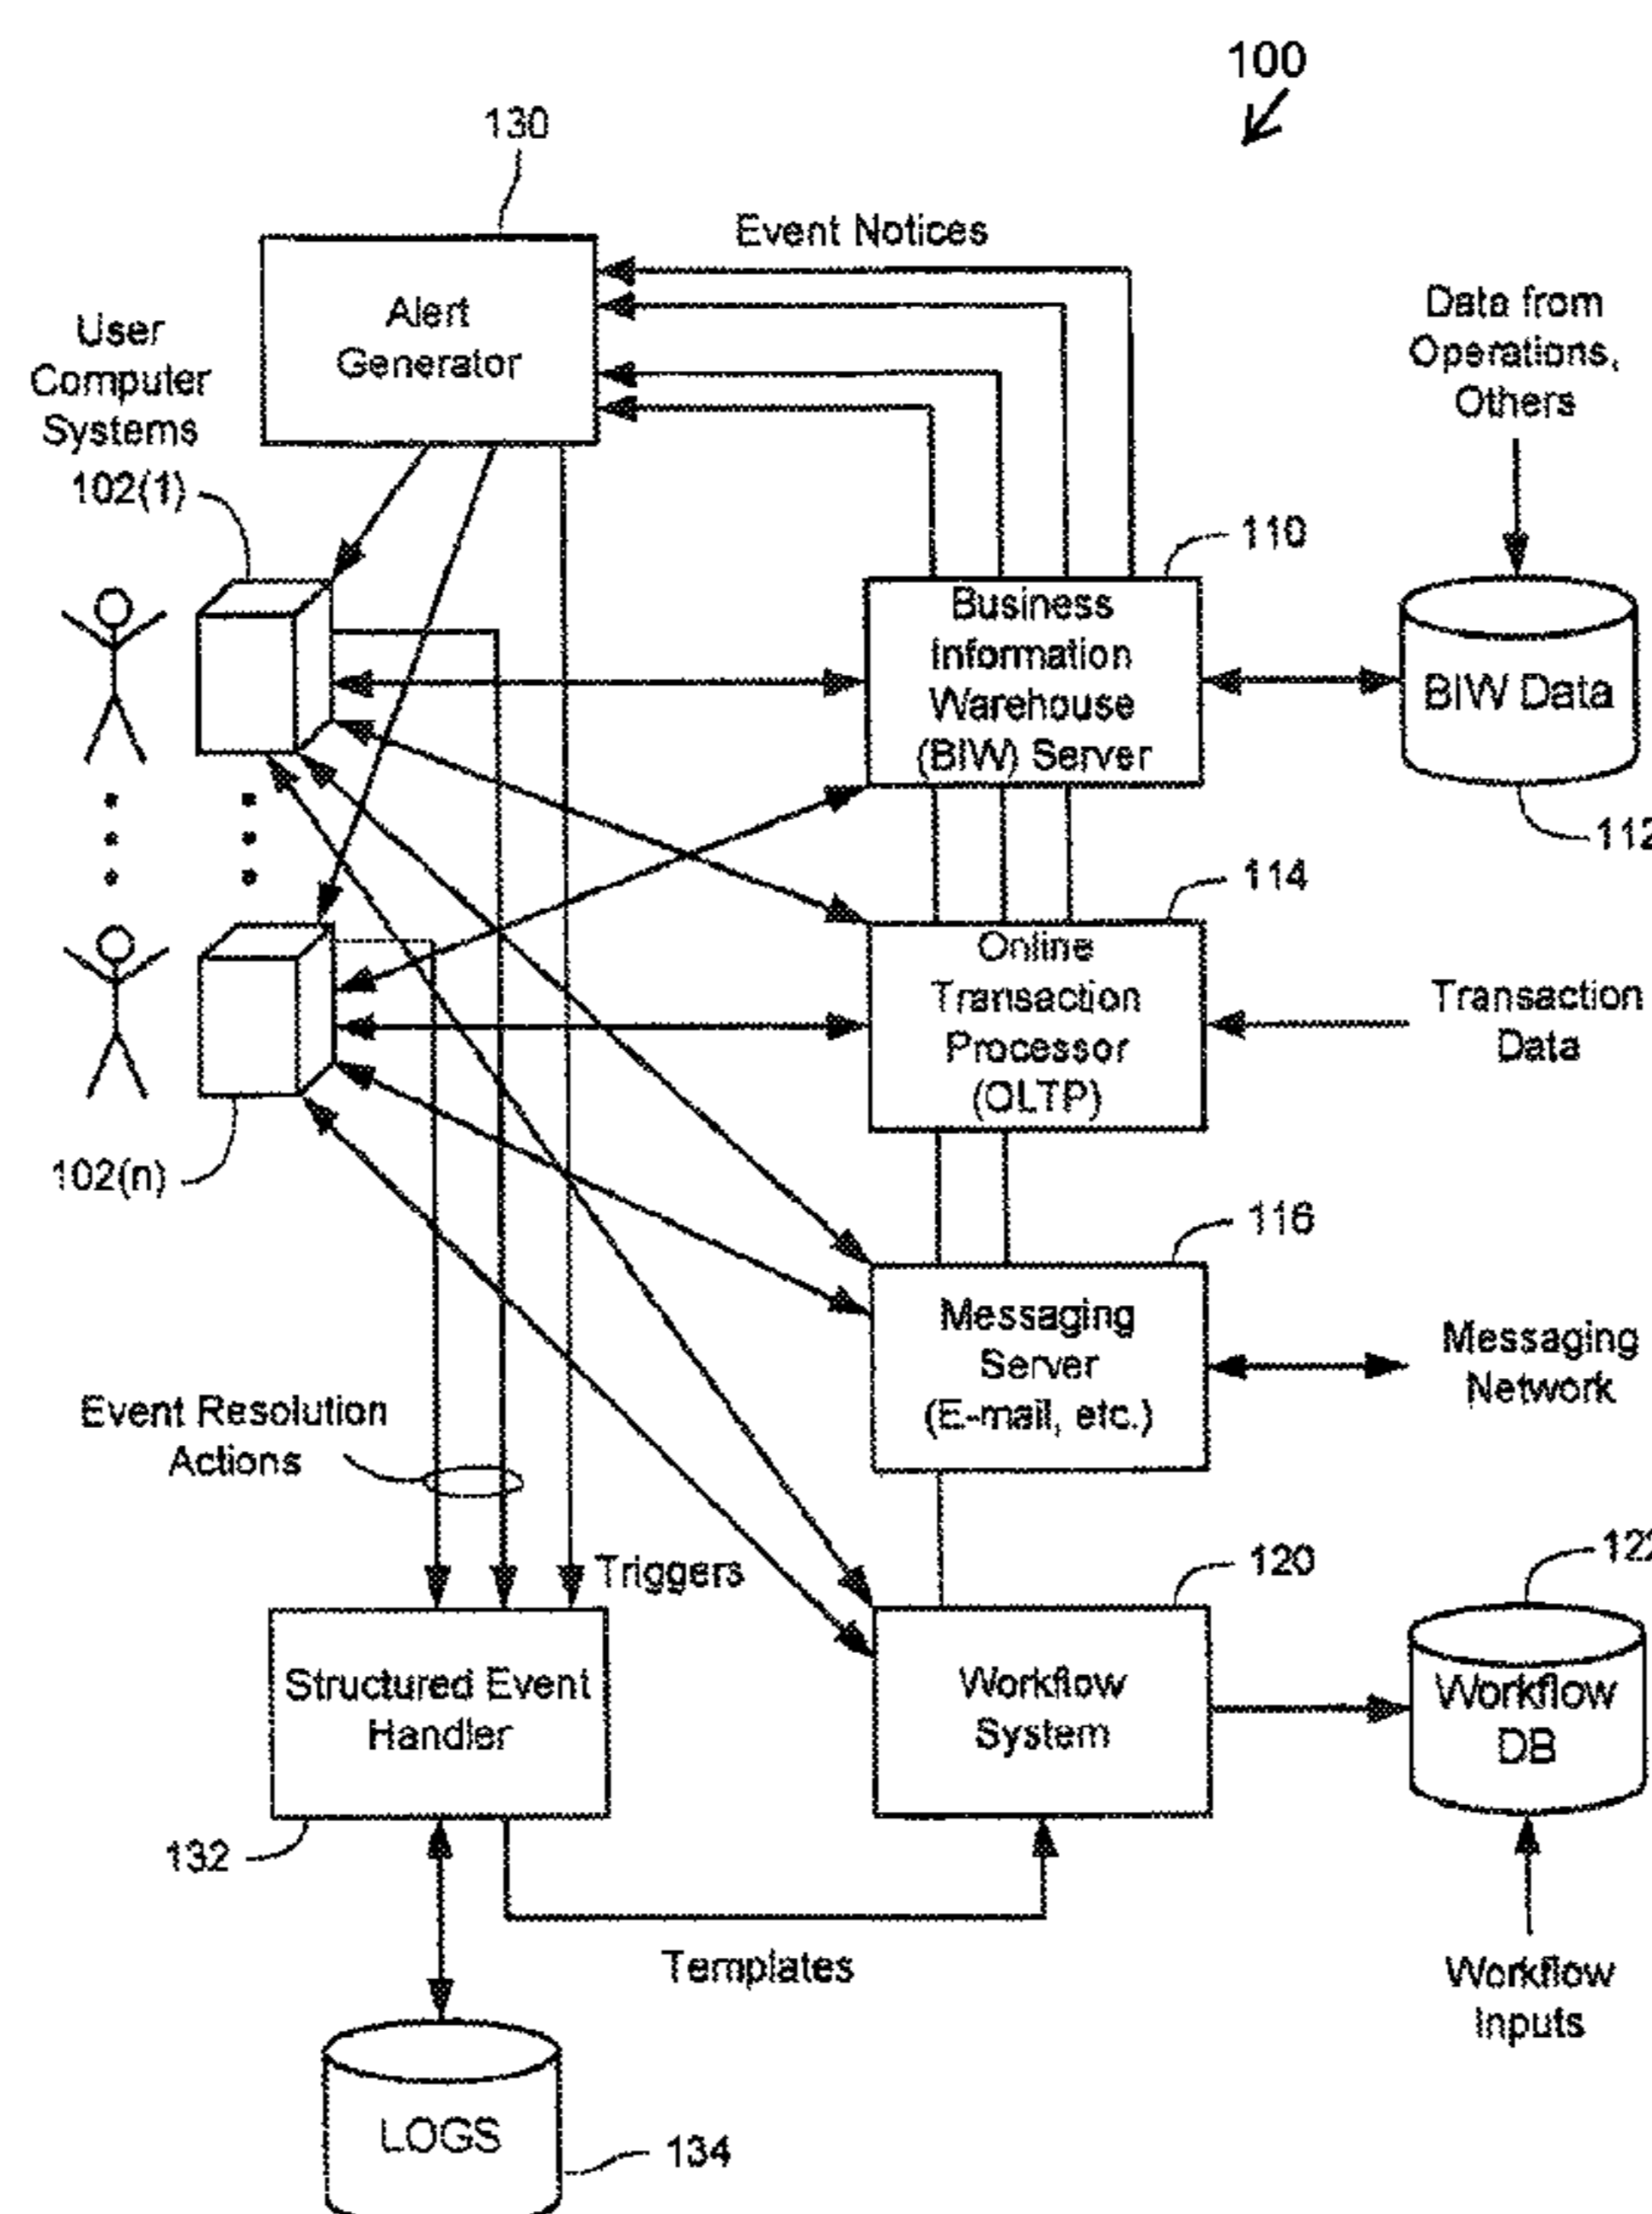 100
130
Event Notices
Alert
Generator
User
Computer
Systems
102(1)
Data from
Operations,
Others
110
Business
Information
Warehouse
(BIW) Server
BIW Data
112
114
Online
Transaction
Processor
(OLTP)
Transaction
Data
102(n)
116
Messaging
Server
(E-mail, etc.)
Messaging
Network
Event Resolution
Actions
Triggers
120
122
Structured Event
Handler
Workflow
System
Workflow
DB
132
Templates
Workflow
Inputs
LOGS
134